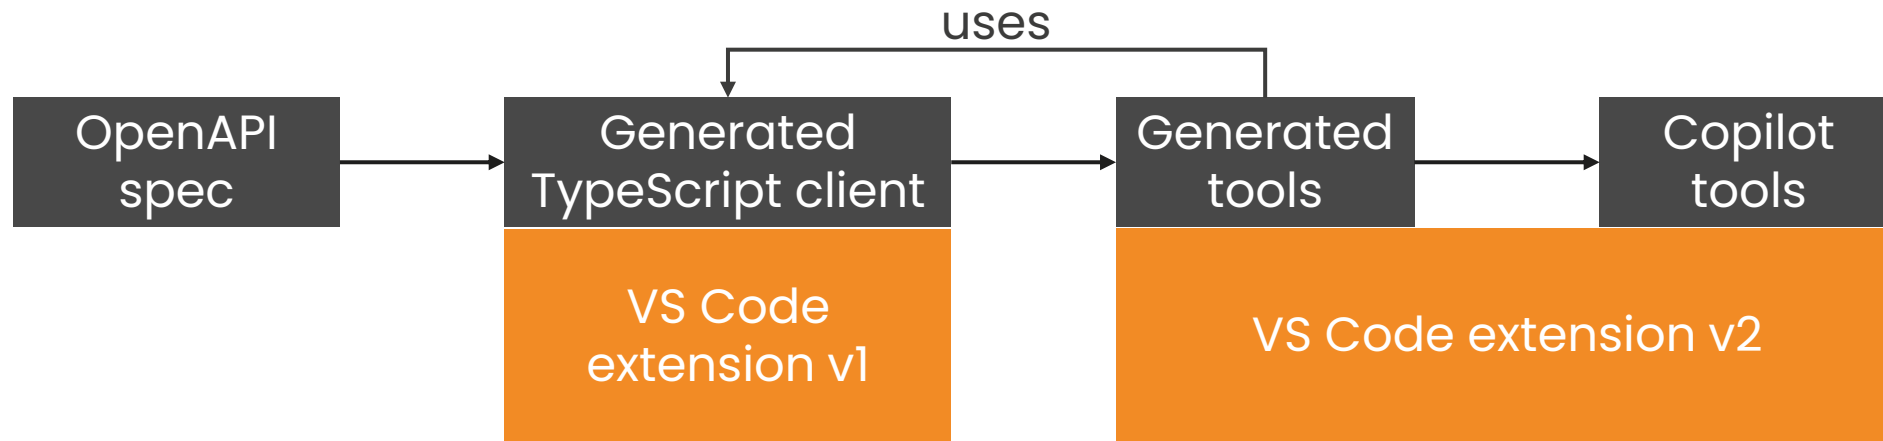 uses
OpenAPI
spec
Generated
TypeScript client
Generated
tools
Copilot
tools
VS Code
extension v1
VS Code extension v2